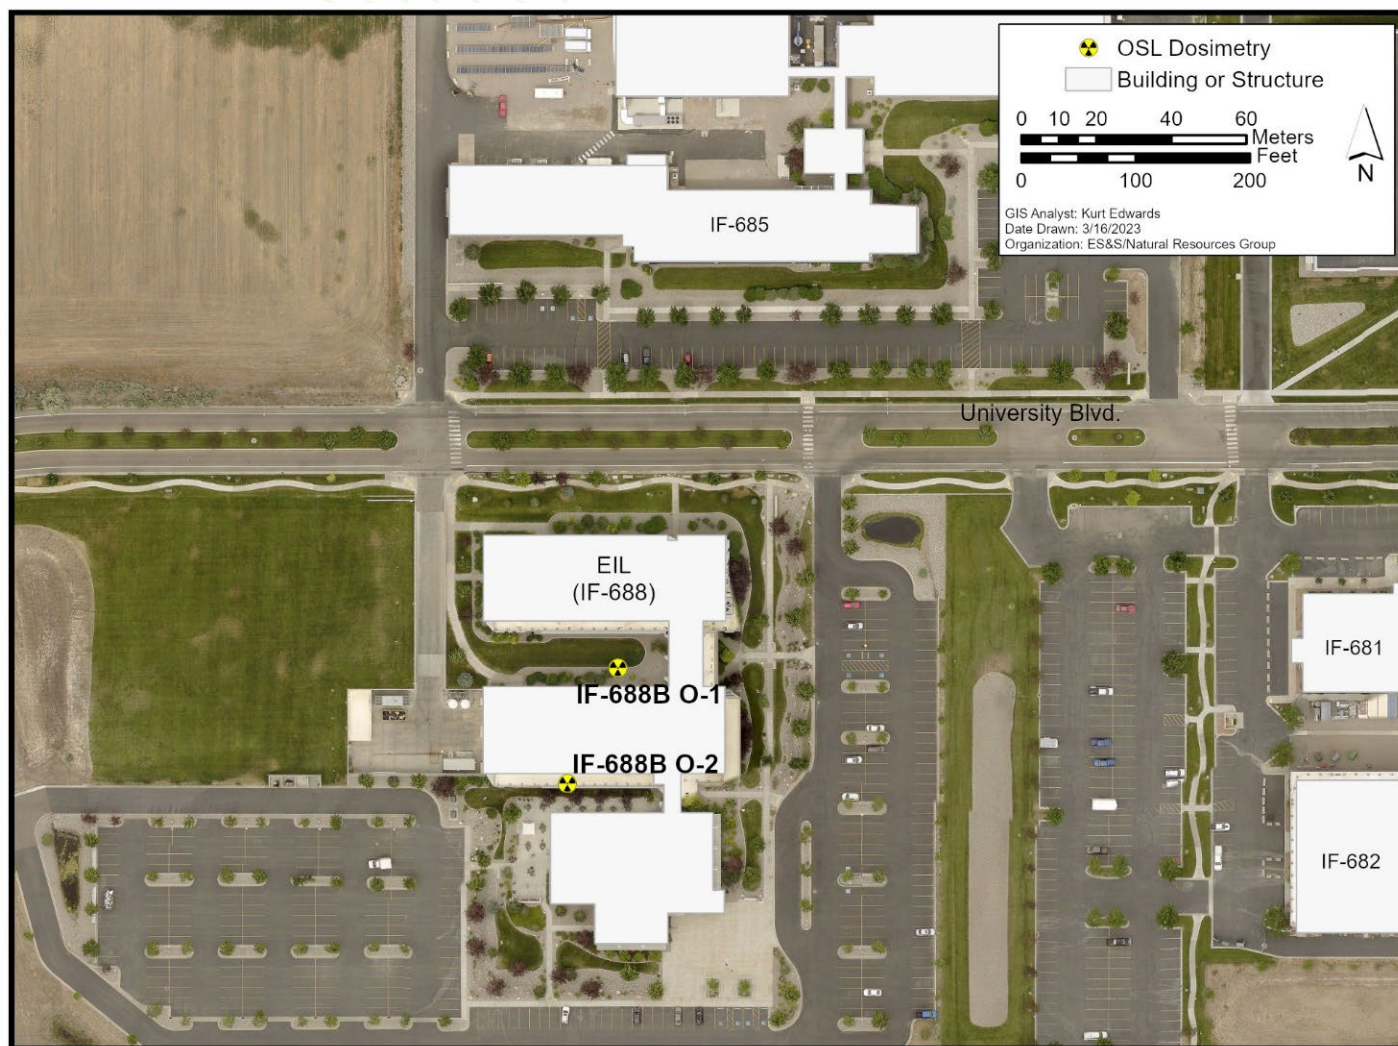 OSL Dosimetry
Building or Structure
0 10 20 40 60
Meters
Feet
0 100 200
N
GIS Analyst: Kurt Edwards
Date Drawn: 3/16/2023
Organization: ES&S/Natural Resources Group
IF-685
University Blvd.
EIL
(IF-688)
IF-681
IF-688B O-1
IF-688B O-2
IF-682